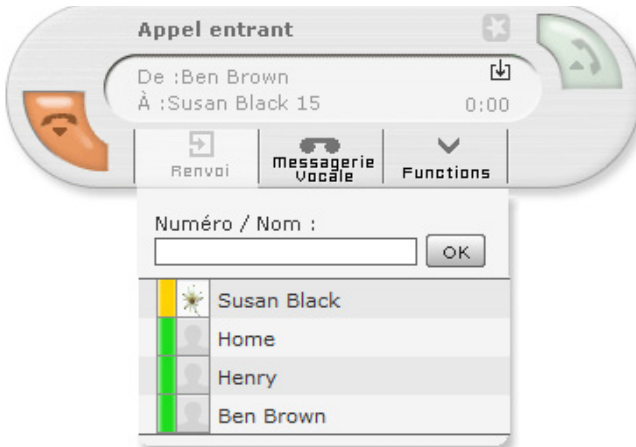 Appel entrant
De :Ben Brown
À :Susan Black 15 0:00
Renvoi
Messagerie
Vocale
Functions
Numéro / Nom :
OK
Susan Black
Home
Henry
Ben Brown